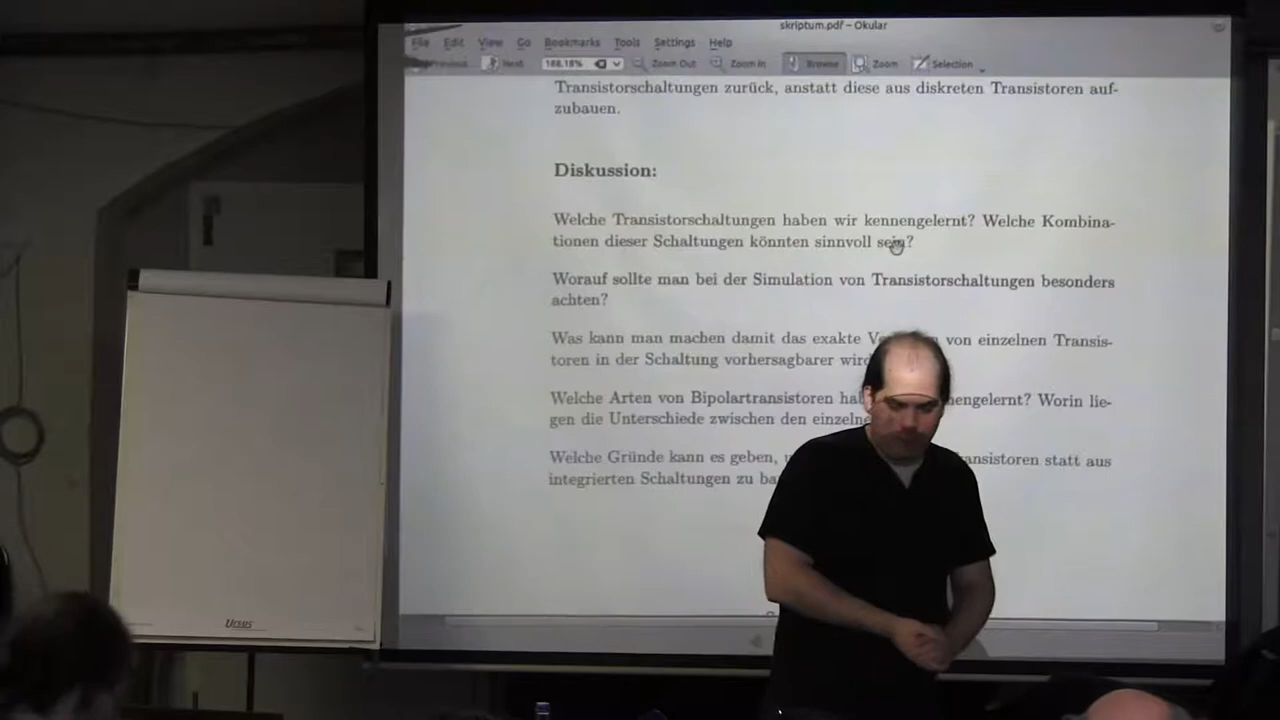 skriptum.pdf – Okular
File Edit View Go Bookmarks Tools Settings Help
Previous Next 188,18% Zoom Out Zoom In Browse Zoom Selection
Transistorschaltungen zurück, anstatt diese aus diskreten Transistoren auf-
zubauen.
Diskussion:
Welche Transistorschaltungen haben wir kennengelernt? Welche Kombina-
tionen dieser Schaltungen könnten sinnvoll sein?
Worauf sollte man bei der Simulation von Transistorschaltungen besonders
achten?
Was kann man machen damit das exakte von einzelnen Transis-
toren in der Schaltung vorhersagbarer wird
Welche Arten von Bipolartransistoren nengelernt? Worin lie-
gen die Unterschiede zwischen den
Welche Gründe kann es geben, ansistoren statt aus
integrierten Schaltungen zu
URSUS